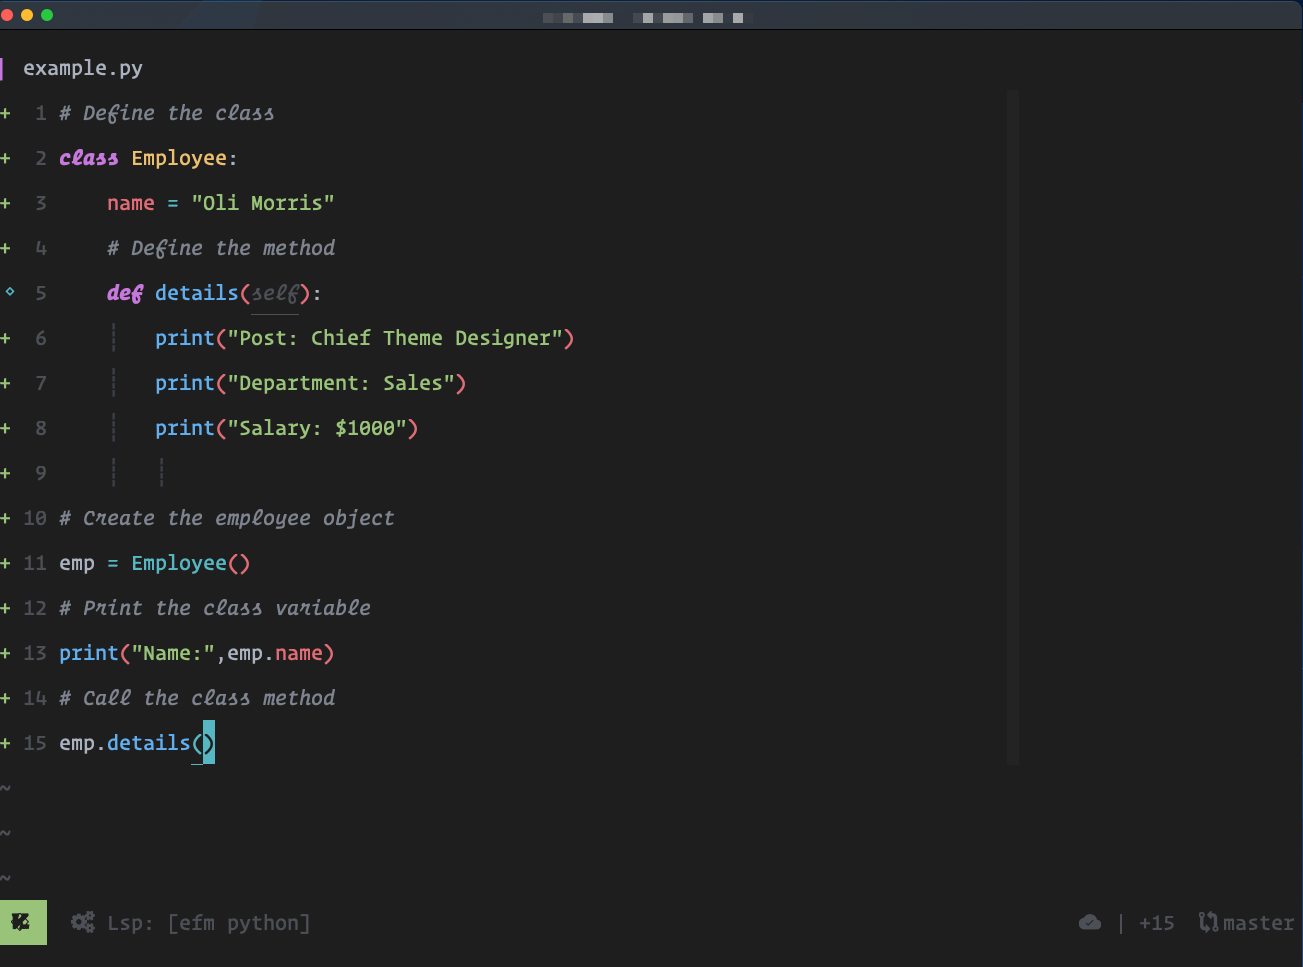 example.py
+ 1 # Define the class
+ 2 class Employee:
+ 3     name = "Oli Morris"
+ 4     # Define the method
5     def details(self):
+ 6         print("Post: Chief Theme Designer")
+ 7         print("Department: Sales")
+ 8         print("Salary: $1000")
+ 9
+ 10 # Create the employee object
+ 11 emp = Employee()
+ 12 # Print the class variable
+ 13 print("Name:",emp.name)
+ 14 # Call the class method
+ 15 emp.details()
~
~
~
Lsp: [efm python] | +15 master